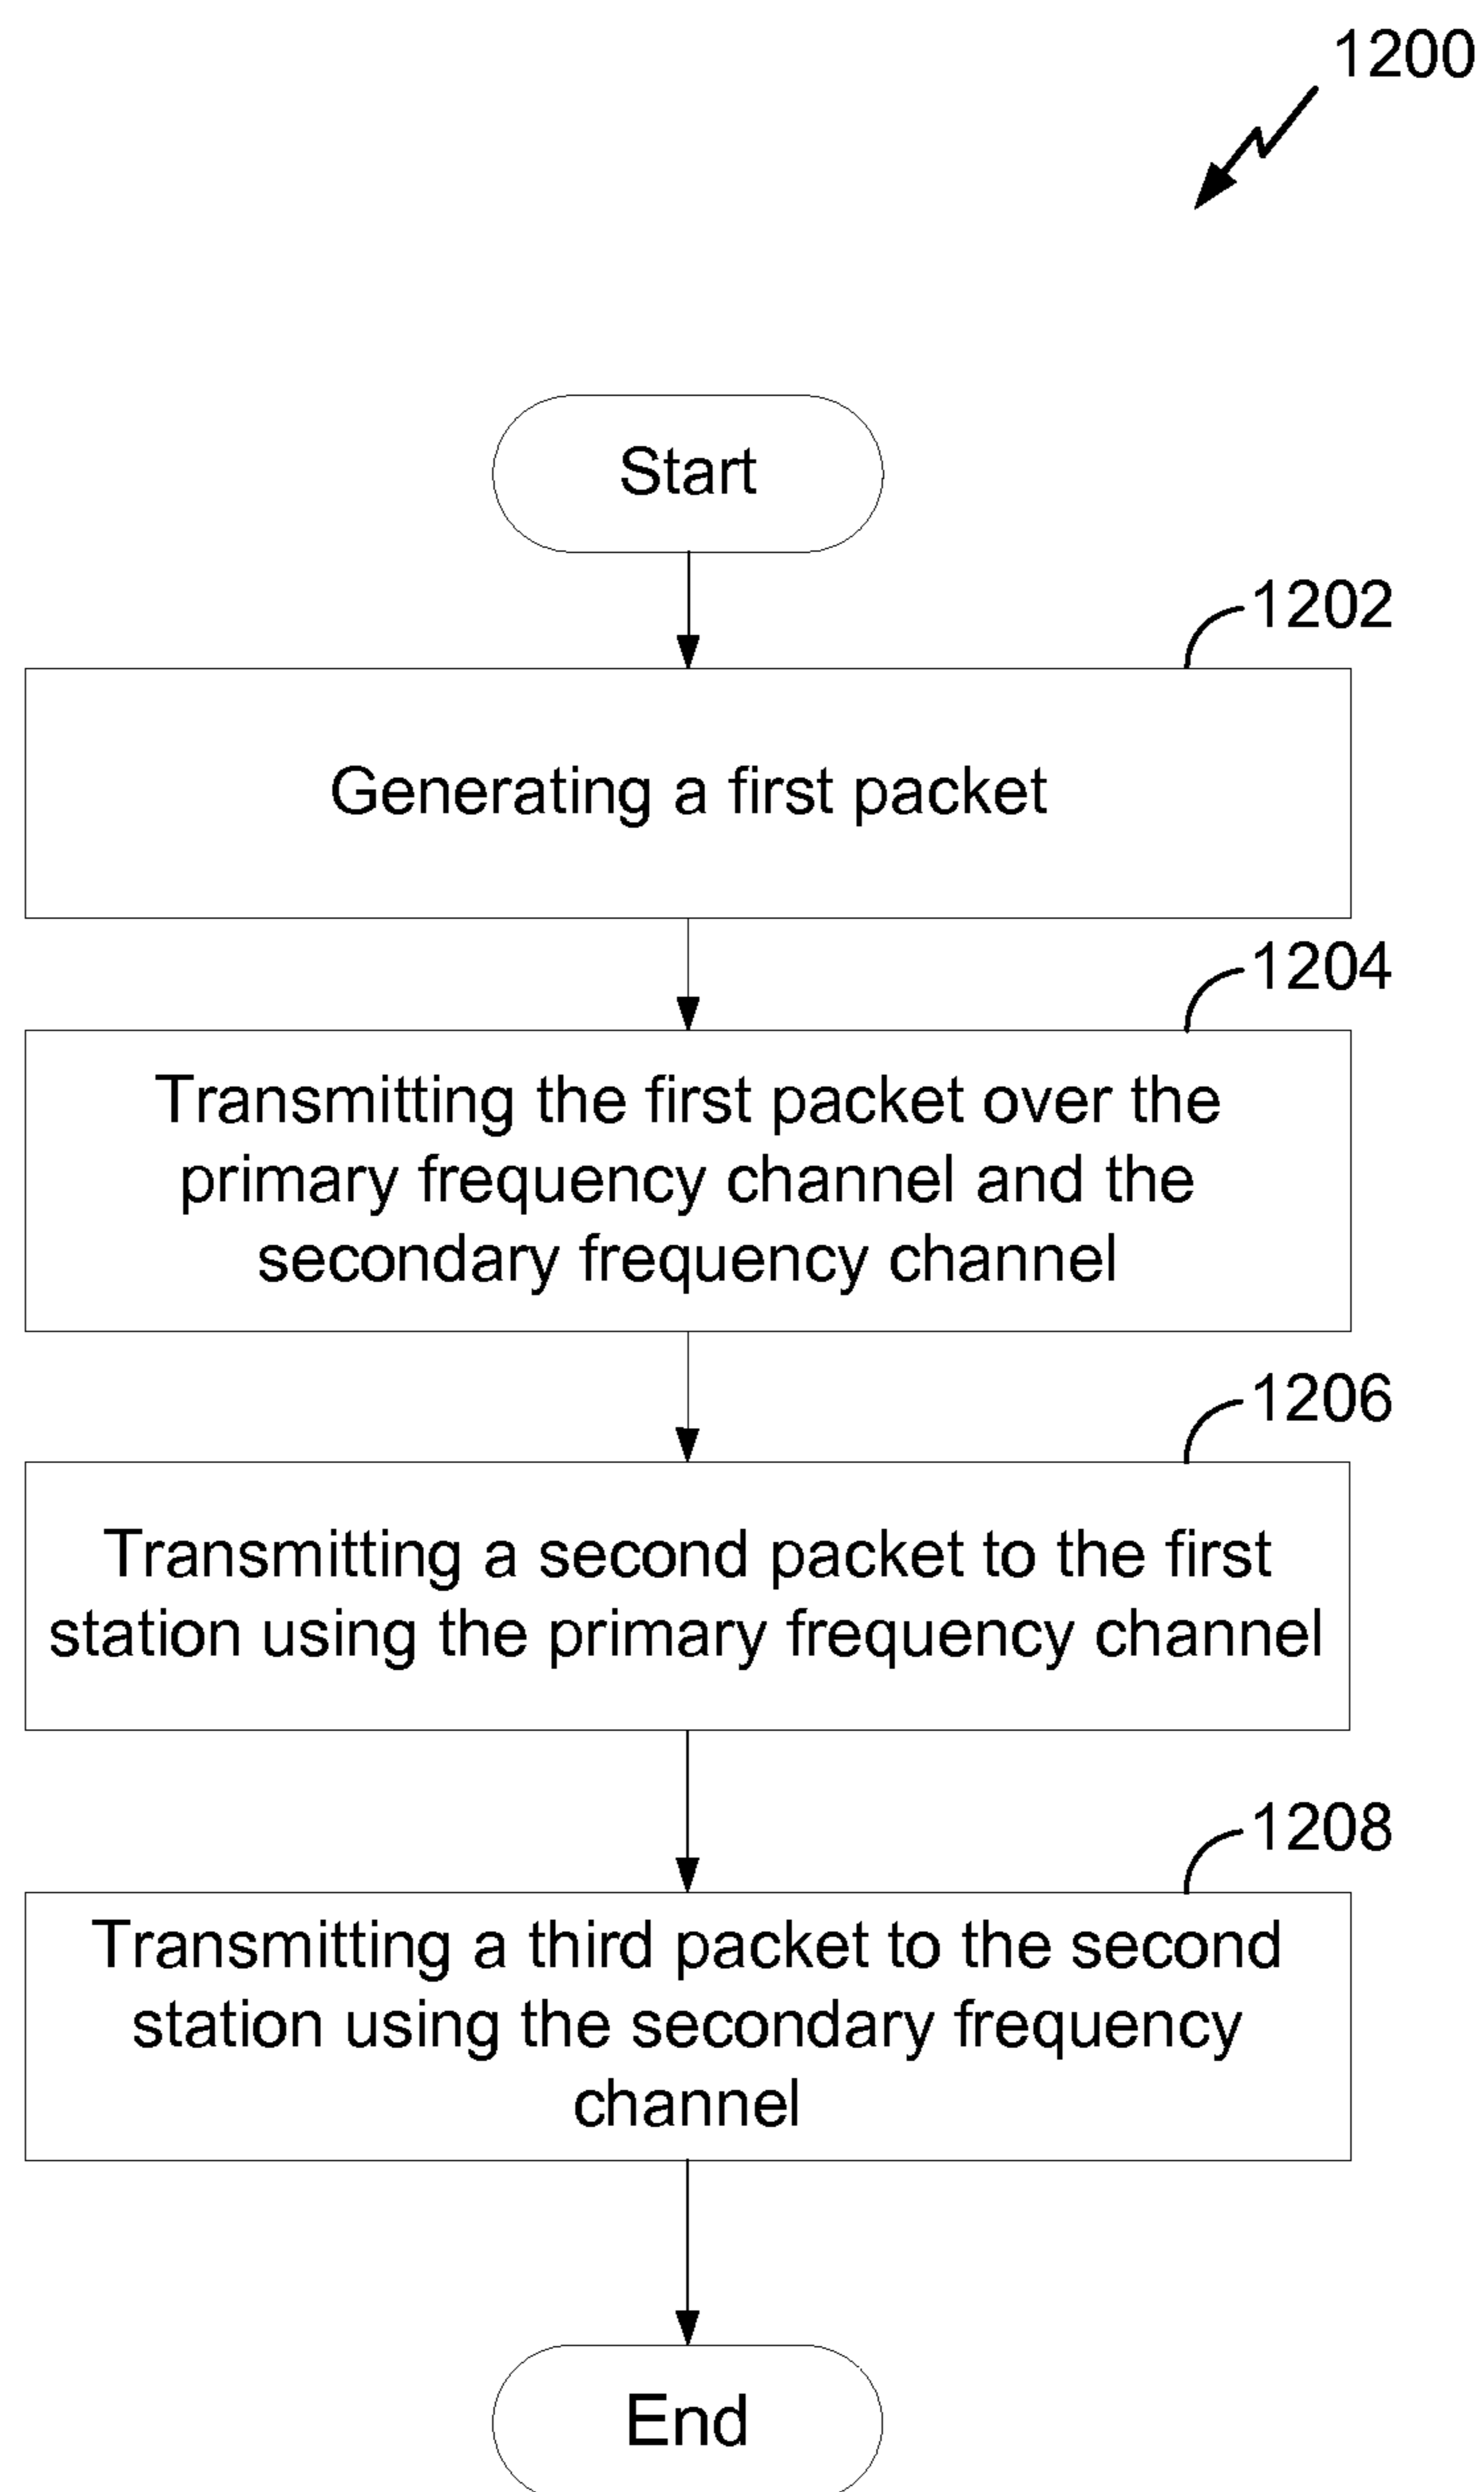 1200
Start
1202
Generating a first packet
1204
Transmitting the first packet over the
primary frequency channel and the
secondary frequency channel
1206
Transmitting a second packet to the first
station using the primary frequency channel
1208
Transmitting a third packet to the second
station using the secondary frequency
channel
End